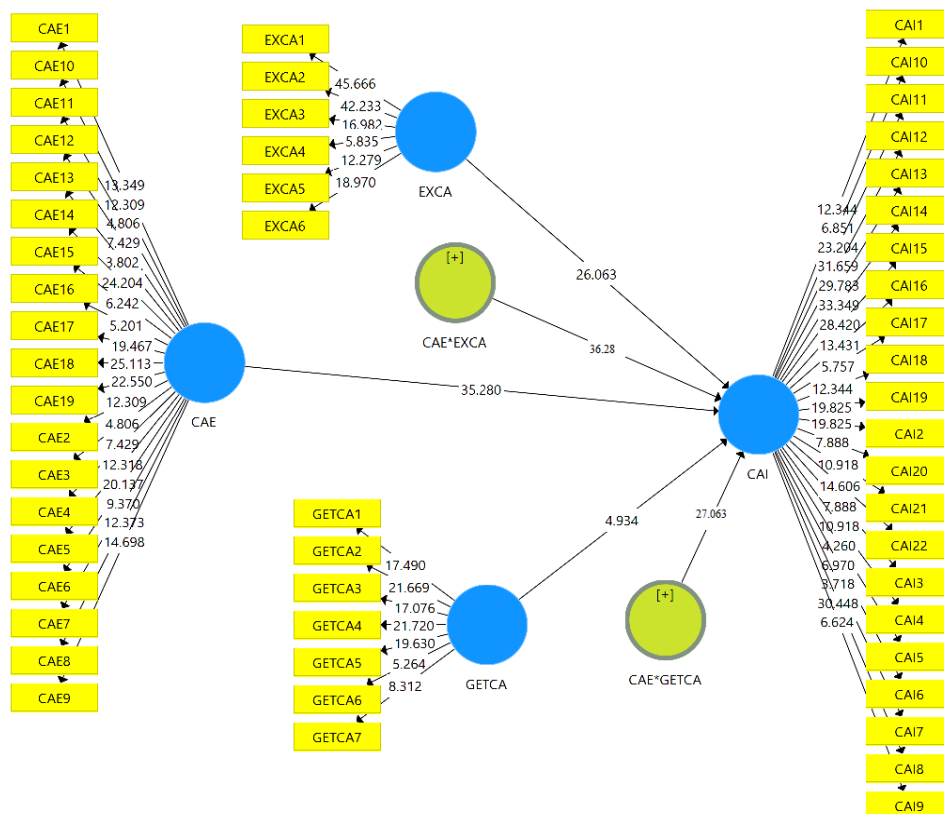 CAE1
CAE10
CAE11
CAE12
CAE13
CAE14
CAE15
CAE16
CAE17
CAE18
CAE19
CAE2
CAE3
CAE4
CAE5
CAE6
CAE7
CAE8
CAE9
13.349
12.309
4.806
7.429
3.802
24.204
6.242
5.201
19.467
25.113
22.550
12.309
4.806
7.429
12.318
20.137
9.370
12.373
14.698
CAE
EXCA1
EXCA2
EXCA3
EXCA4
EXCA5
EXCA6
45.666
42.233
16.982
5.835
12.279
18.970
EXCA
26.063
[+]
CAE*EXCA
36.28
35.280
GETCA1
GETCA2
GETCA3
GETCA4
GETCA5
GETCA6
GETCA7
17.490
21.669
17.076
21.720
19.630
5.264
8.312
GETCA
4.934
27.063
[+]
CAE*GETCA
CAI
12.344
6.851
23.204
31.659
29.783
33.349
28.420
13.431
5.757
12.344
19.825
19.825
7.888
10.918
14.606
7.888
10.918
4.260
6.970
3.718
30.448
6.624
CAI1
CAI10
CAI11
CAI12
CAI13
CAI14
CAI15
CAI16
CAI17
CAI18
CAI19
CAI2
CAI20
CAI21
CAI22
CAI3
CAI4
CAI5
CAI6
CAI7
CAI8
CAI9